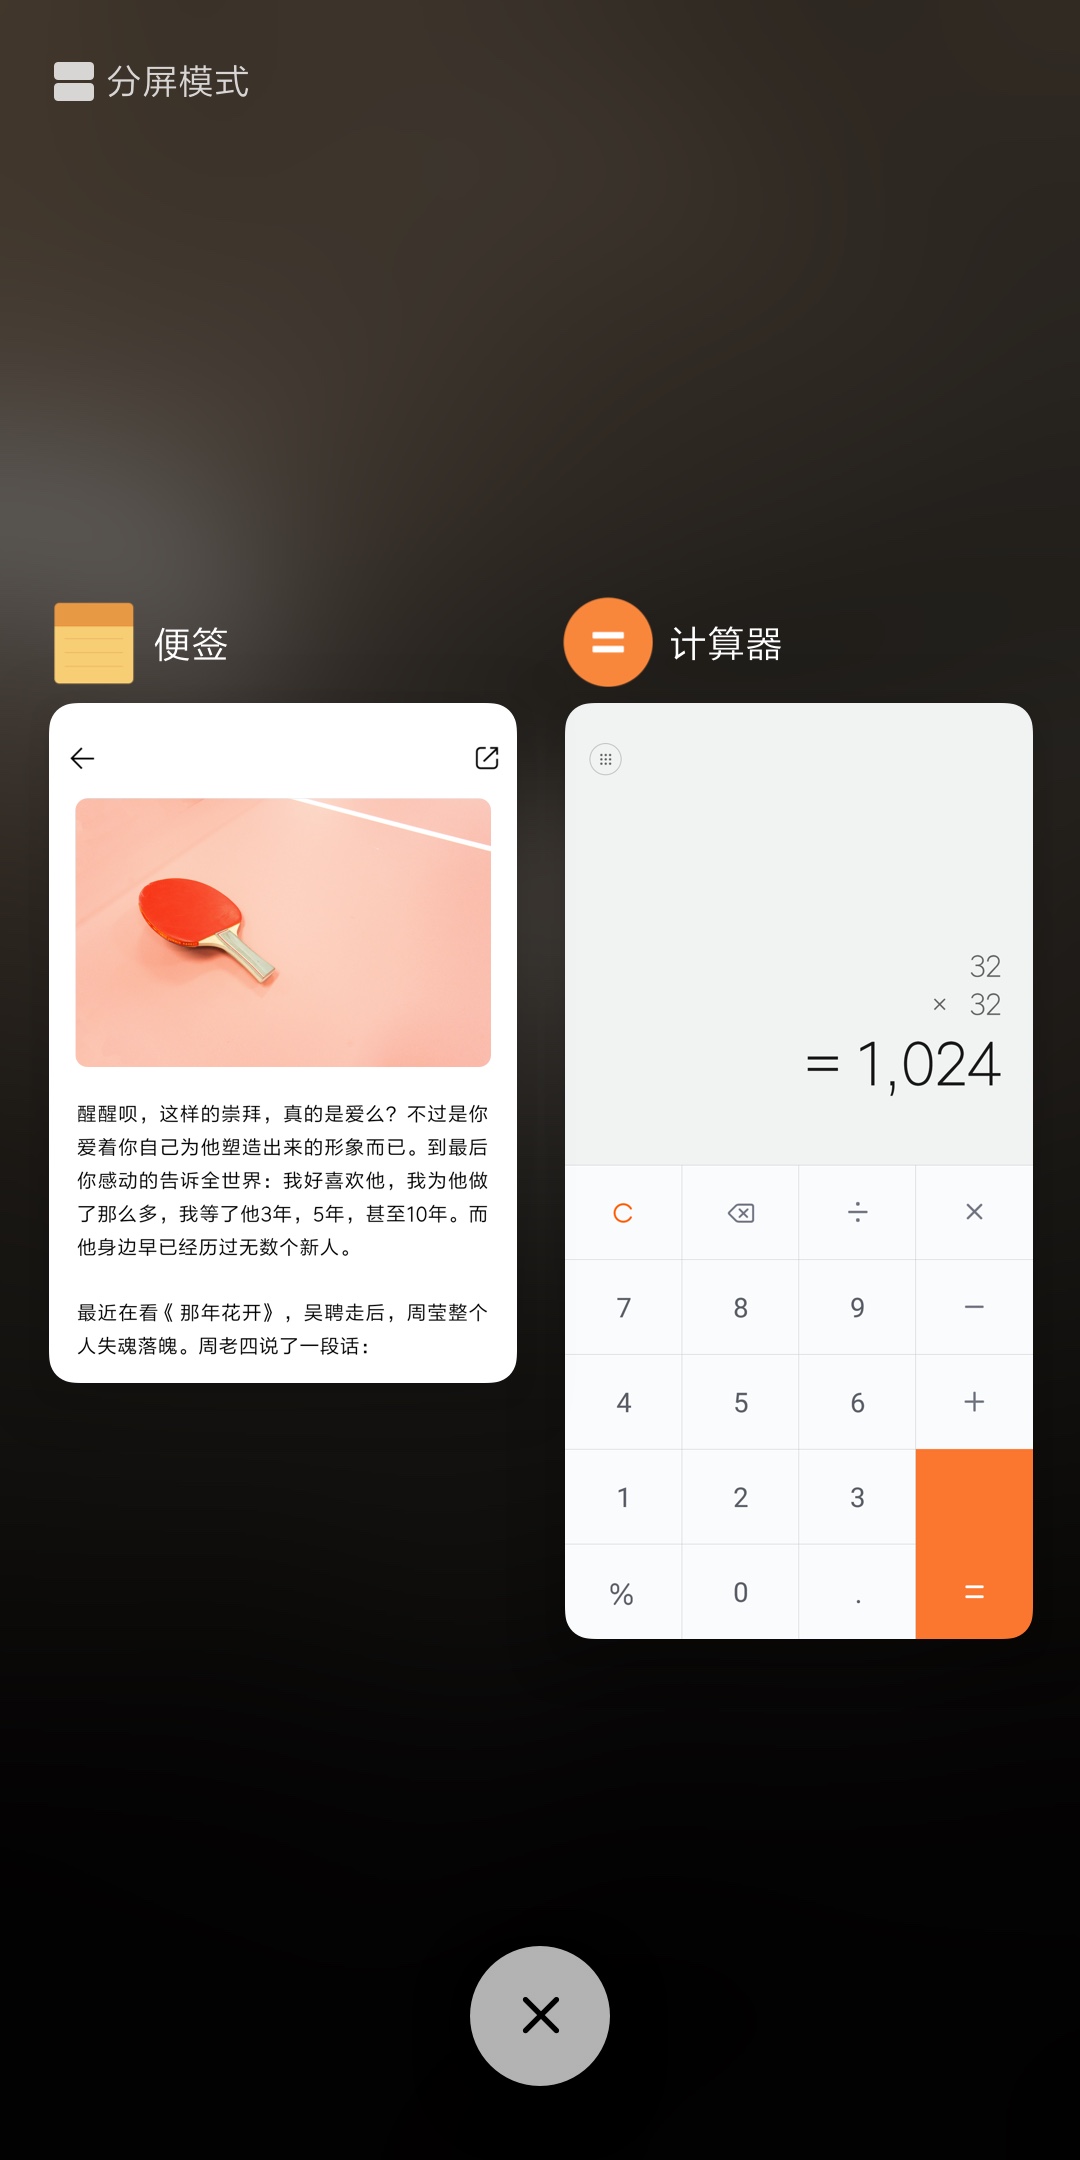 分屏模式
便签
醒醒呗，这样的崇拜，真的是爱么？不过是你
爱着你自己为他塑造出来的形象而已。到最后
你感动的告诉全世界：我好喜欢他，我为他做
了那么多，我等了他3年，5年，甚至10年。而
他身边早已经历过无数个新人。
最近在看《那年花开》，吴聘走后，周莹整个
人失魂落魄。周老四说了一段话：
计算器
32
× 32
= 1,024
C ÷ ×
7 8 9 −
4 5 6 +
1 2 3
% 0 . =